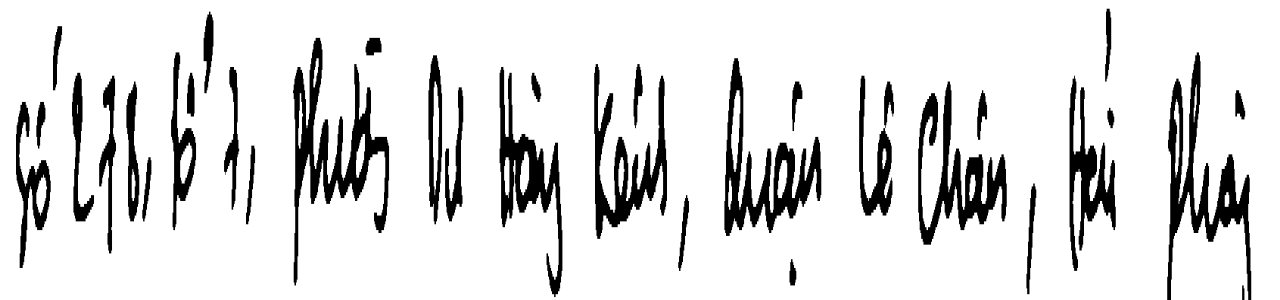 Số 278, tổ 7, Phường Dư Hàng Kênh, Quận Lê Chân, Hải Phòng